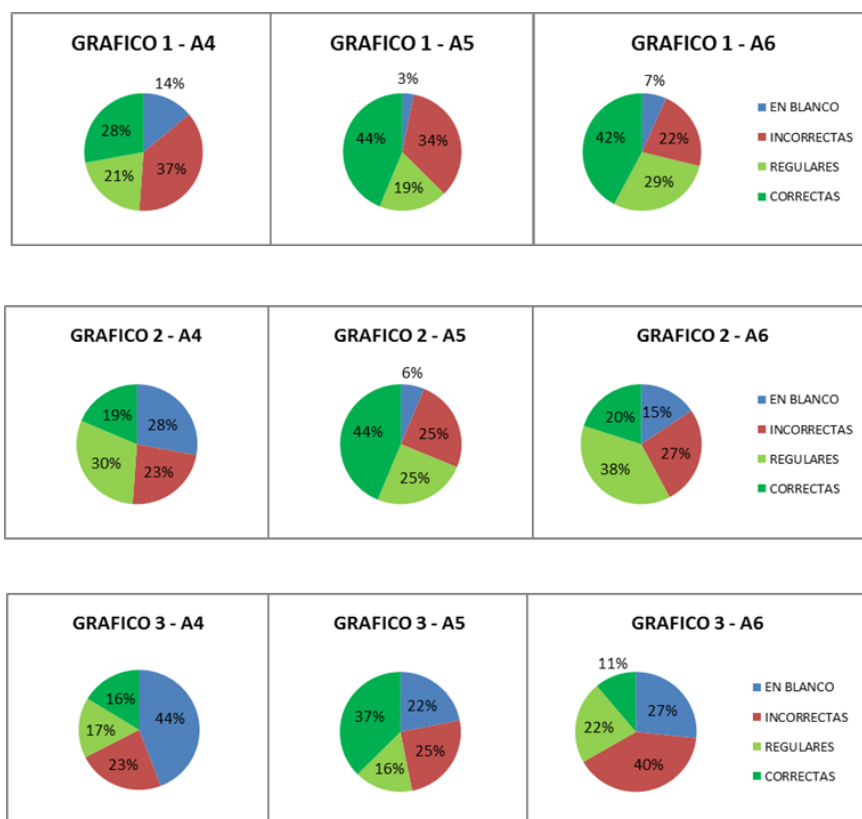 GRAFICO 1 - A4
14%
37%
21%
28%
GRAFICO 1 - A5
3%
34%
19%
44%
GRAFICO 1 - A6
7%
22%
29%
42%
EN BLANCO
INCORRECTAS
REGULARES
CORRECTAS
GRAFICO 2 - A4
28%
23%
30%
19%
GRAFICO 2 - A5
6%
25%
25%
44%
GRAFICO 2 - A6
15%
27%
38%
20%
EN BLANCO
INCORRECTAS
REGULARES
CORRECTAS
GRAFICO 3 - A4
44%
23%
17%
16%
GRAFICO 3 - A5
22%
25%
16%
37%
GRAFICO 3 - A6
27%
40%
22%
11%
EN BLANCO
INCORRECTAS
REGULARES
CORRECTAS